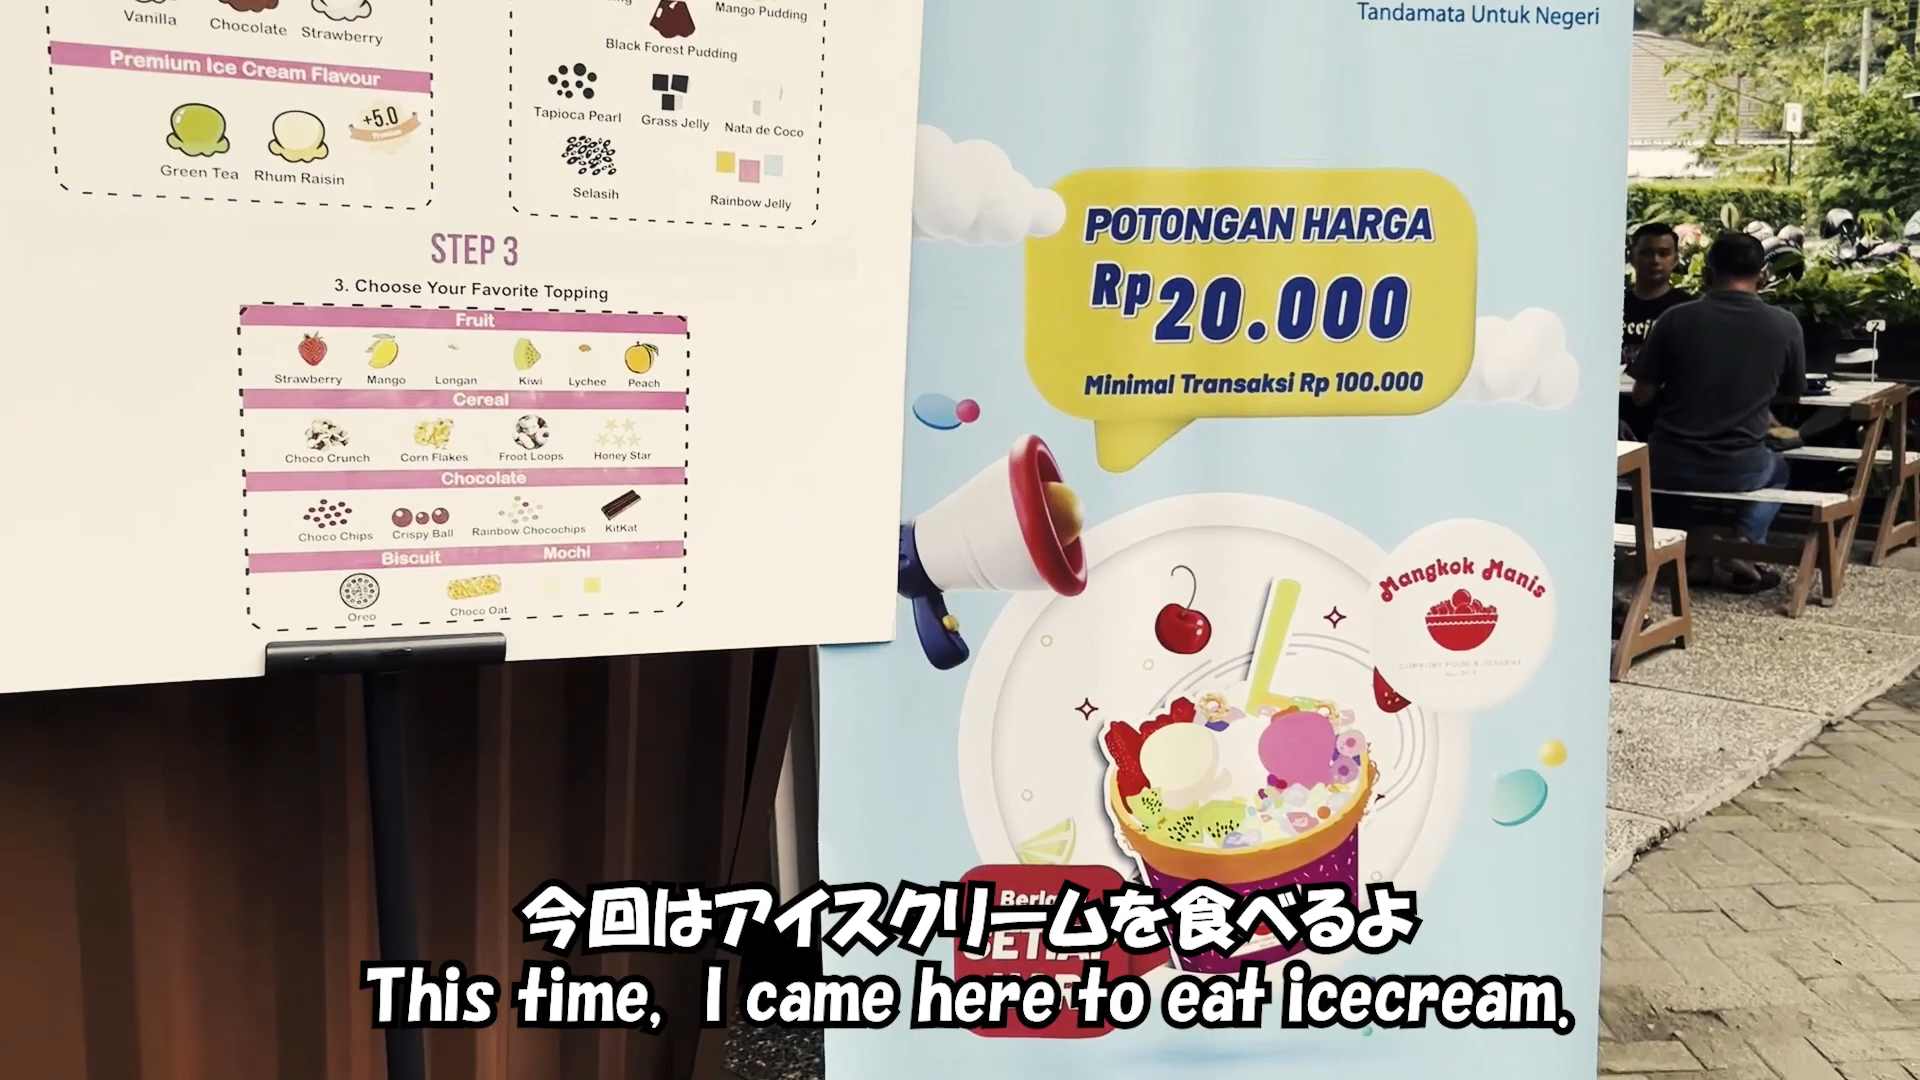 Vanilla
Chocolate
Strawberry
Premium Ice Cream Flavour
+5.0
Green Tea
Rhum Raisin
Mango Pudding
Black Forest Pudding
Tapioca Pearl
Grass Jelly
Nata de Coco
Selasih
Rainbow Jelly
STEP 3
3. Choose Your Favorite Topping
Fruit
Strawberry
Mango
Longan
Kiwi
Lychee
Peach
Cereal
Choco Crunch
Corn Flakes
Froot Loops
Honey Star
Chocolate
Choco Chips
Crispy Ball
Rainbow Chocochips
KitKat
Biscuit
Mochi
Oreo
Choco Oat
Tandamata Untuk Negeri
POTONGAN HARGA
Rp 20.000
Minimal Transaksi Rp 100.000
Mangkok Manis
今回はアイスクリームを食べるよ
This time, I came here to eat icecream.